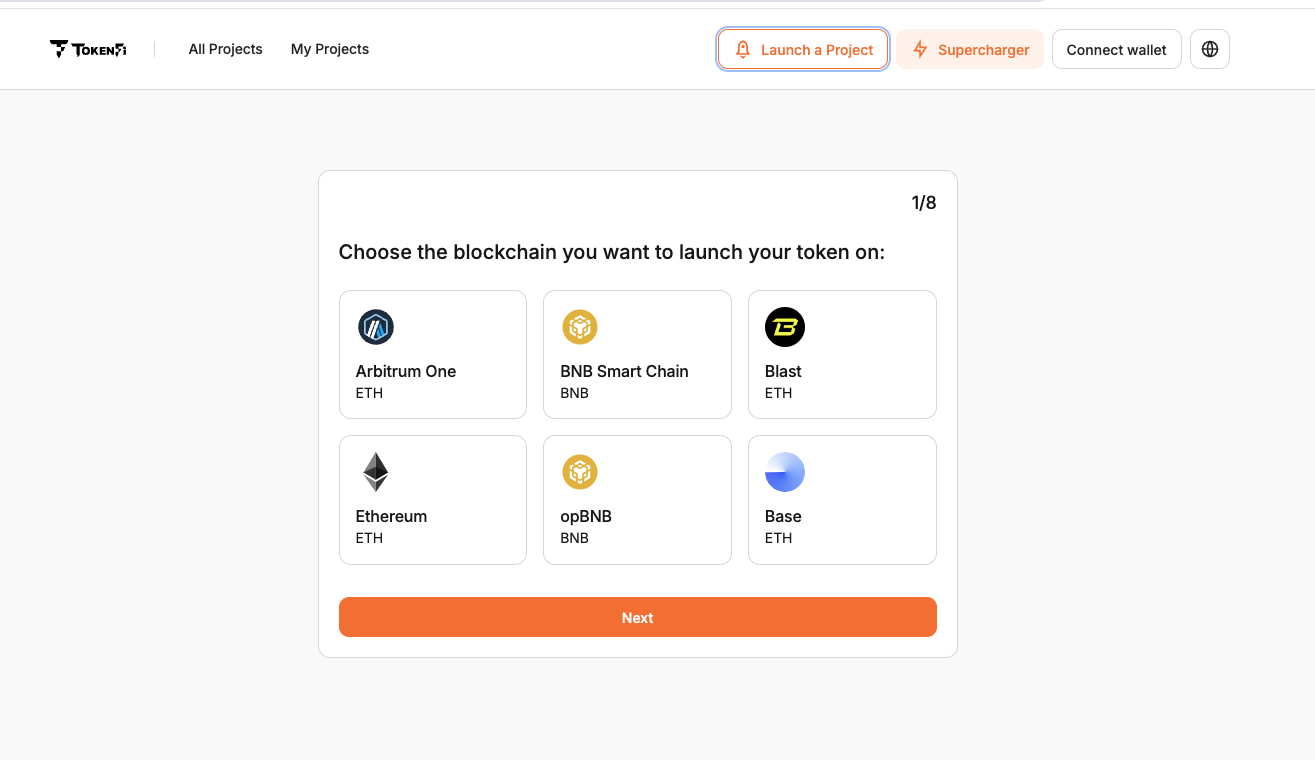 TokenFi
All Projects
My Projects
Launch a Project
Supercharger
Connect wallet
1/8
Choose the blockchain you want to launch your token on:
Arbitrum One
ETH
BNB Smart Chain
BNB
Blast
ETH
Ethereum
ETH
opBNB
BNB
Base
ETH
Next